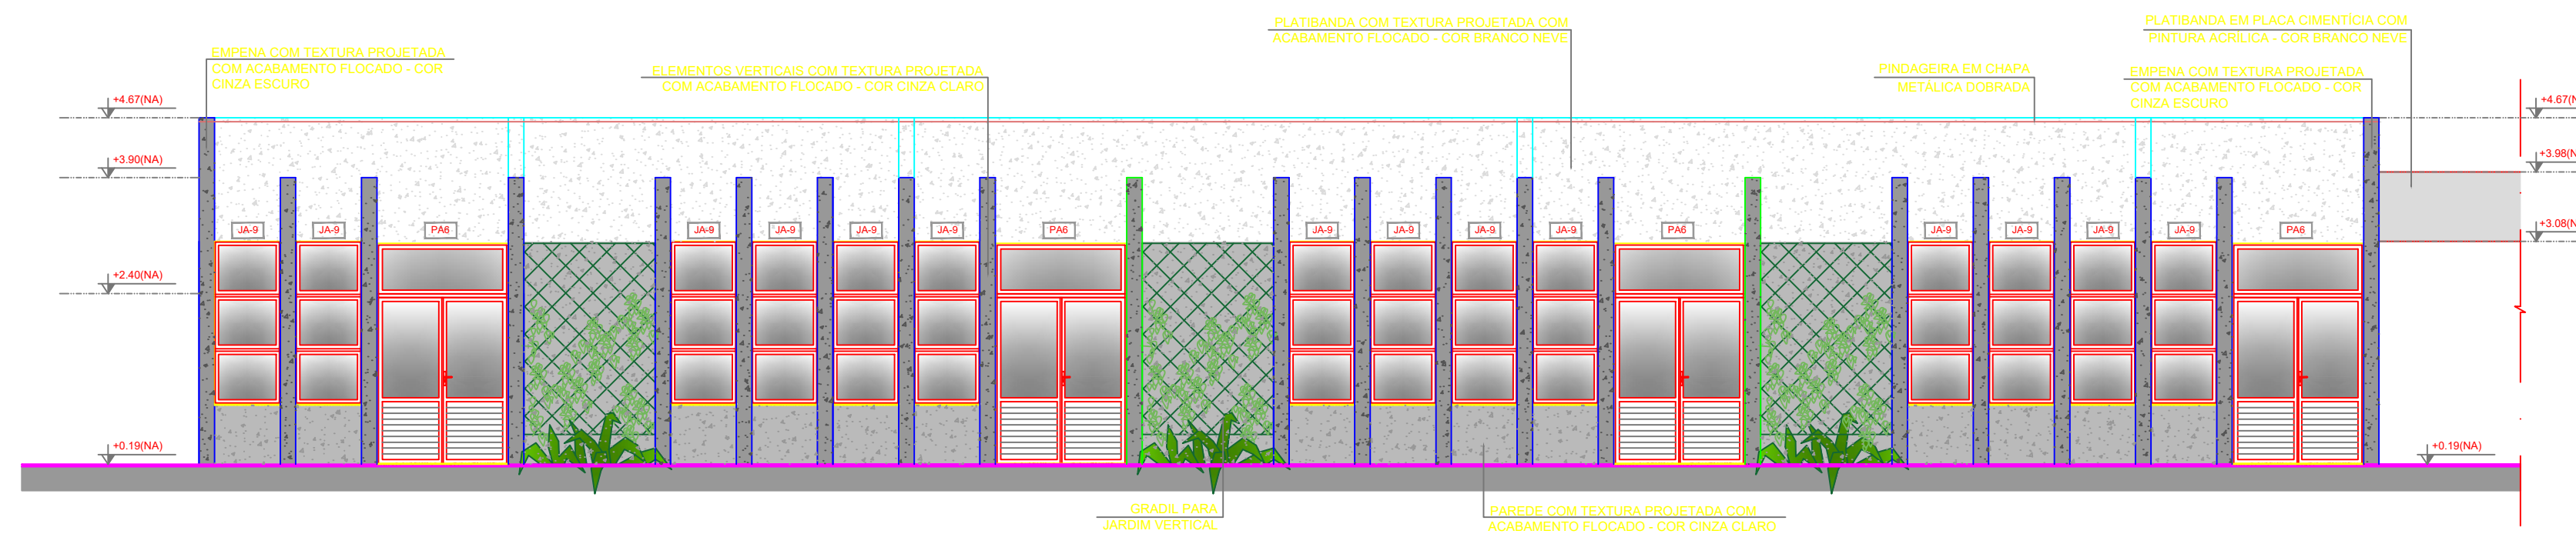 PLATIBANDA COM TEXTURA PROJETADA COM
ACABAMENTO FLOCADO - COR BRANCO NEVE
PLATIBANDA EM PLACA CIMENTÍCIA COM
PINTURA ACRÍLICA - COR BRANCO NEVE
EMPENA COM TEXTURA PROJETADA
COM ACABAMENTO FLOCADO - COR
CINZA ESCURO
ELEMENTOS VERTICAIS COM TEXTURA PROJETADA
COM ACABAMENTO FLOCADO - COR CINZA CLARO
PINDAGEIRA EM CHAPA
METÁLICA DOBRADA
EMPENA COM TEXTURA PROJETADA
COM ACABAMENTO FLOCADO - COR
CINZA ESCURO
+4.67(NA)
+4.67(N
+3.90(NA)
+3.98(N
JA-9
JA-9
PA6
JA-9
JA-9
JA-9
JA-9
PA6
JA-9
JA-9
JA-9
JA-9
PA6
JA-9
JA-9
JA-9
JA-9
PA6
+3.08(N
+2.40(NA)
+0.19(NA)
+0.19(NA)
GRADIL PARA
JARDIM VERTICAL
PAREDE COM TEXTURA PROJETADA COM
ACABAMENTO FLOCADO - COR CINZA CLARO